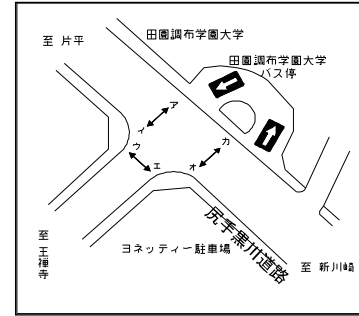 田園調布学園大学
至 片平
田園調布学園大学
バス停
ア
イ
ウ
エ
オ
カ
至 王禅寺
ヨネッティー駐車場
尻手黒川道路
至 新川崎